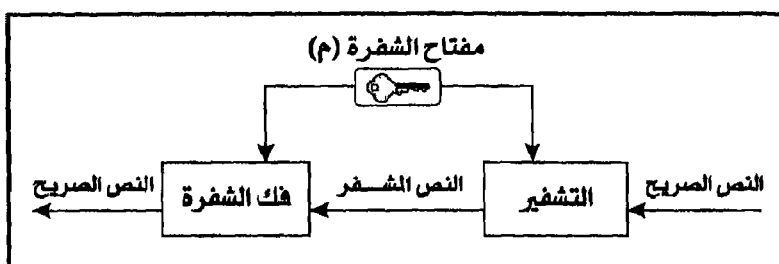 مفتاح الشفرة (م)
النص الصريح
التشفير
النص المشفر
فك الشفرة
النص الصريح